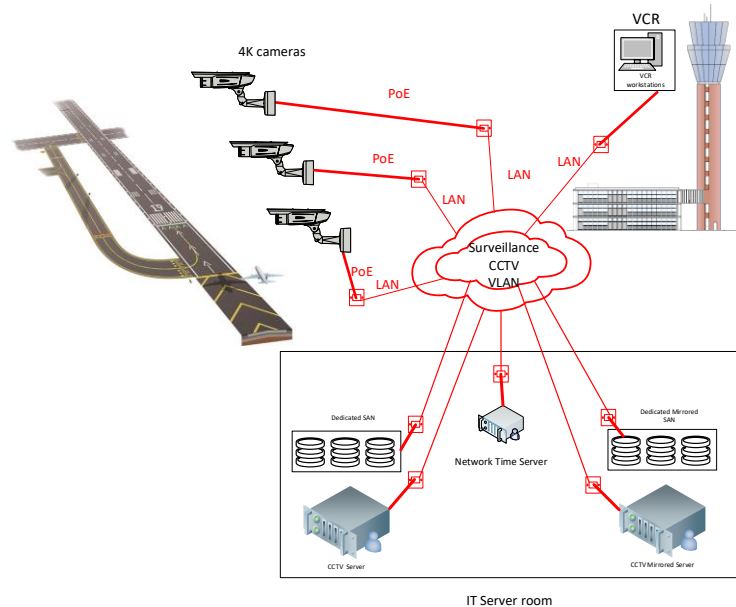 VCR
4K cameras
VCR
workstations
PoE
PoE
LAN
LAN
LAN
Surveillance
CCTV
VLAN
PoE
LAN
Dedicated SAN
Dedicated Mirrored
SAN
Network Time Server
CCTV Server
CCTV Mirrored Server
IT Server room